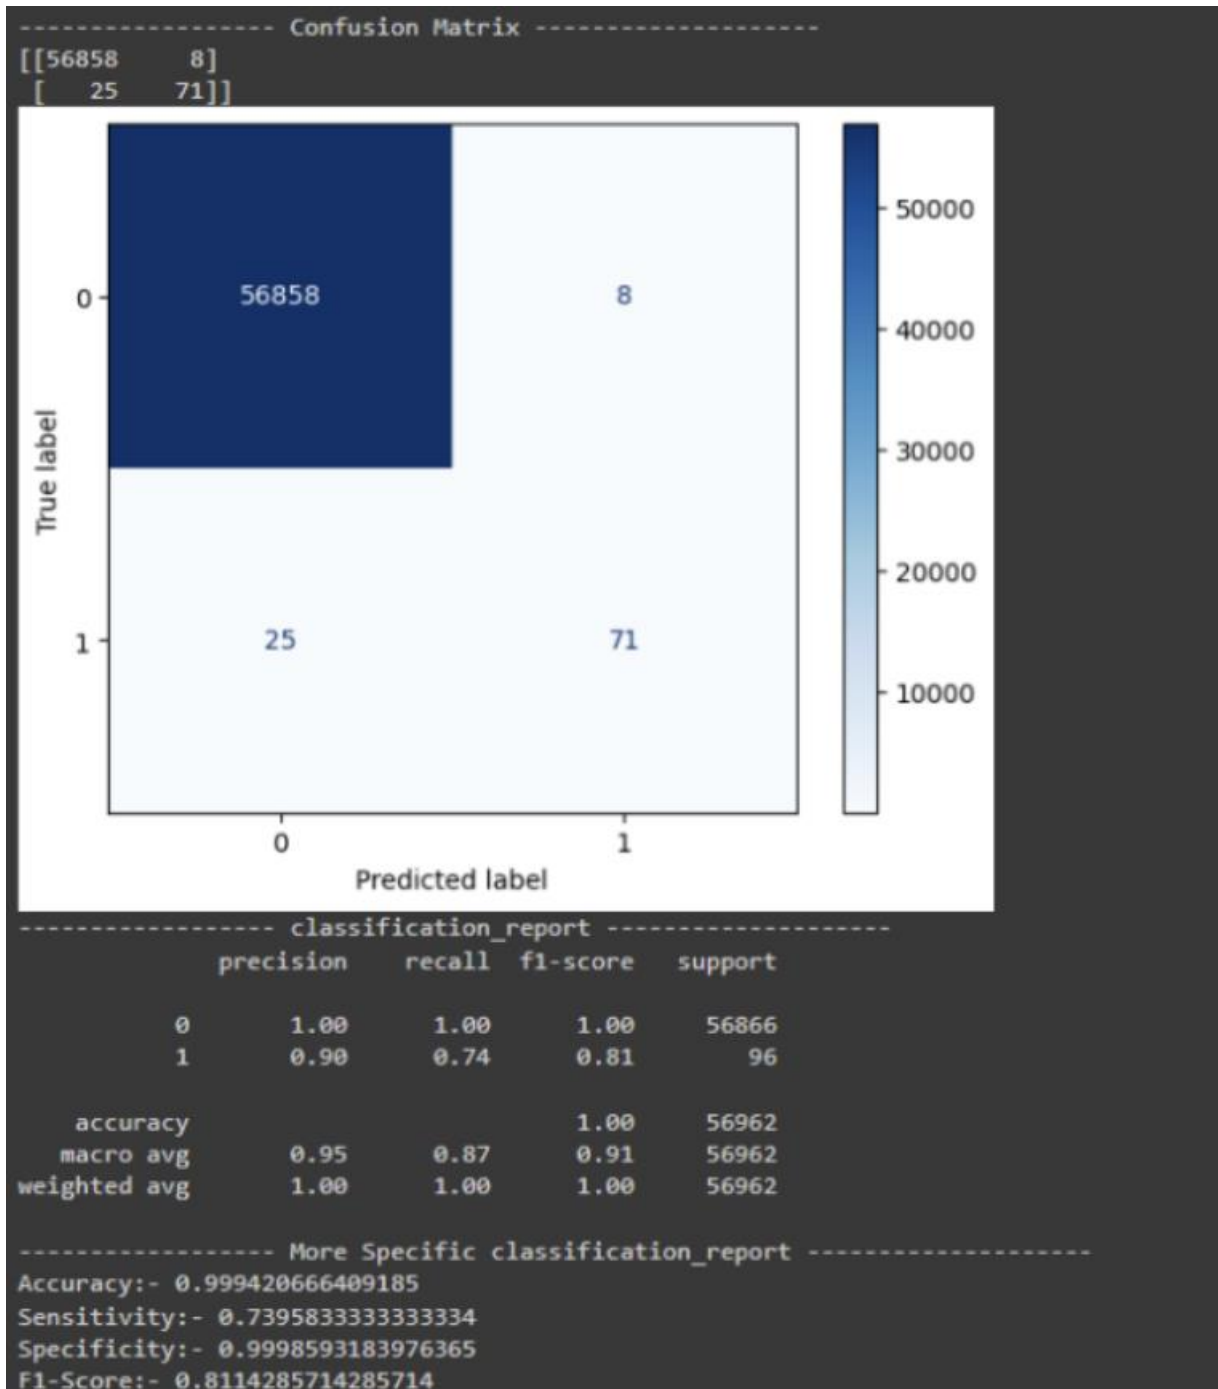 ------------------ Confusion Matrix --------------------
[[56858     8]
 [   25    71]]
50000
56858 8
0
40000
30000
True label
20000
25 71
1
10000
0 1
Predicted label
------------------ classification_report --------------------
              precision    recall  f1-score   support

           0       1.00      1.00      1.00     56866
           1       0.90      0.74      0.81        96

    accuracy                           1.00     56962
   macro avg       0.95      0.87      0.91     56962
weighted avg       1.00      1.00      1.00     56962

------------------ More Specific classification_report --------------------
Accuracy:- 0.999420666409185
Sensitivity:- 0.7395833333333334
Specificity:- 0.9998593183976365
F1-Score:- 0.8114285714285714